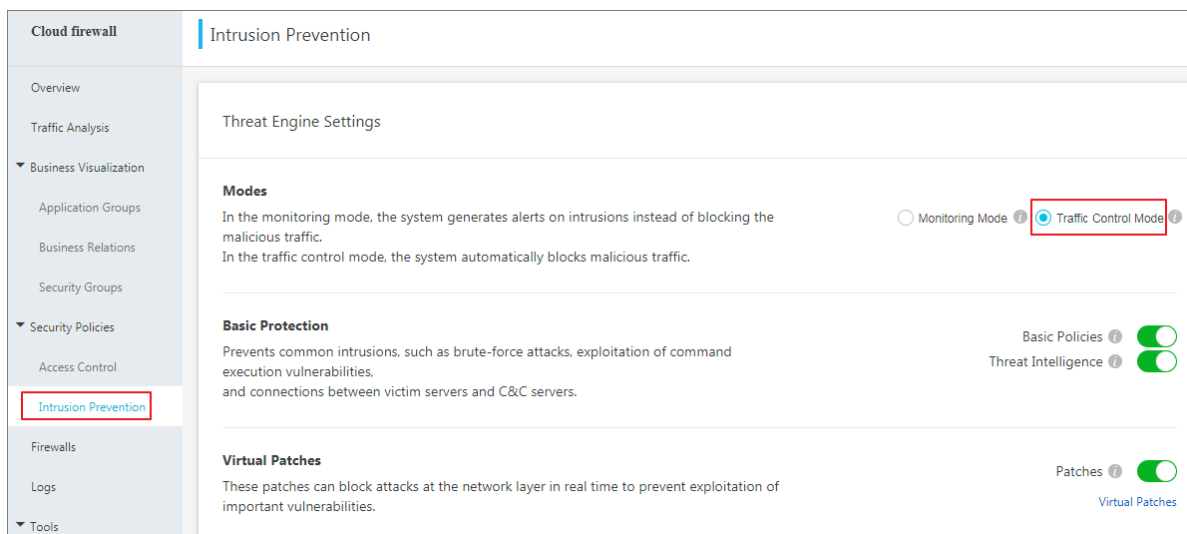 Cloud firewall
Overview
Traffic Analysis
Business Visualization
Application Groups
Business Relations
Security Groups
Security Policies
Access Control
Intrusion Prevention
Firewalls
Logs
Tools
Intrusion Prevention
Threat Engine Settings
Modes
In the monitoring mode, the system generates alerts on intrusions instead of blocking the
malicious traffic.
In the traffic control mode, the system automatically blocks malicious traffic.
Monitoring Mode
Traffic Control Mode
Basic Protection
Prevents common intrusions, such as brute-force attacks, exploitation of command
execution vulnerabilities,
and connections between victim servers and C&C servers.
Basic Policies
Threat Intelligence
Virtual Patches
These patches can block attacks at the network layer in real time to prevent exploitation of
important vulnerabilities.
Patches
Virtual Patches